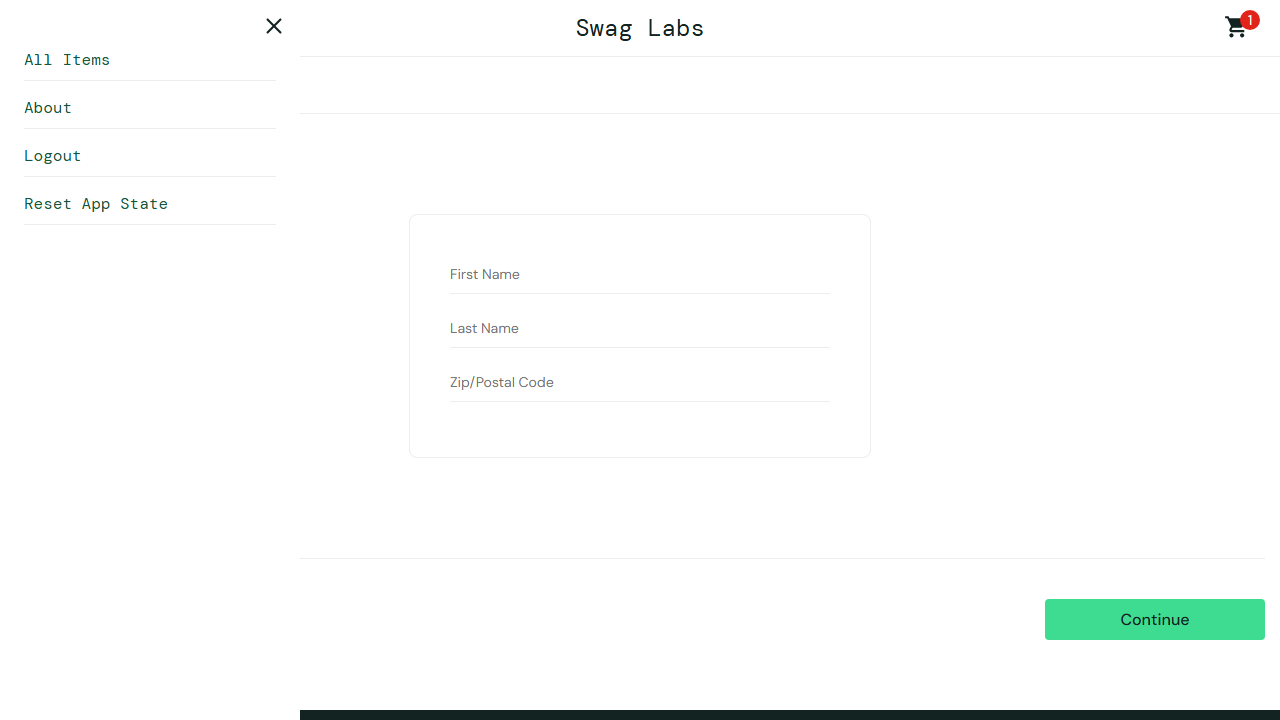 All Items
About
Logout
Reset App State
Swag Labs
1
First Name
Last Name
Zip/Postal Code
Continue